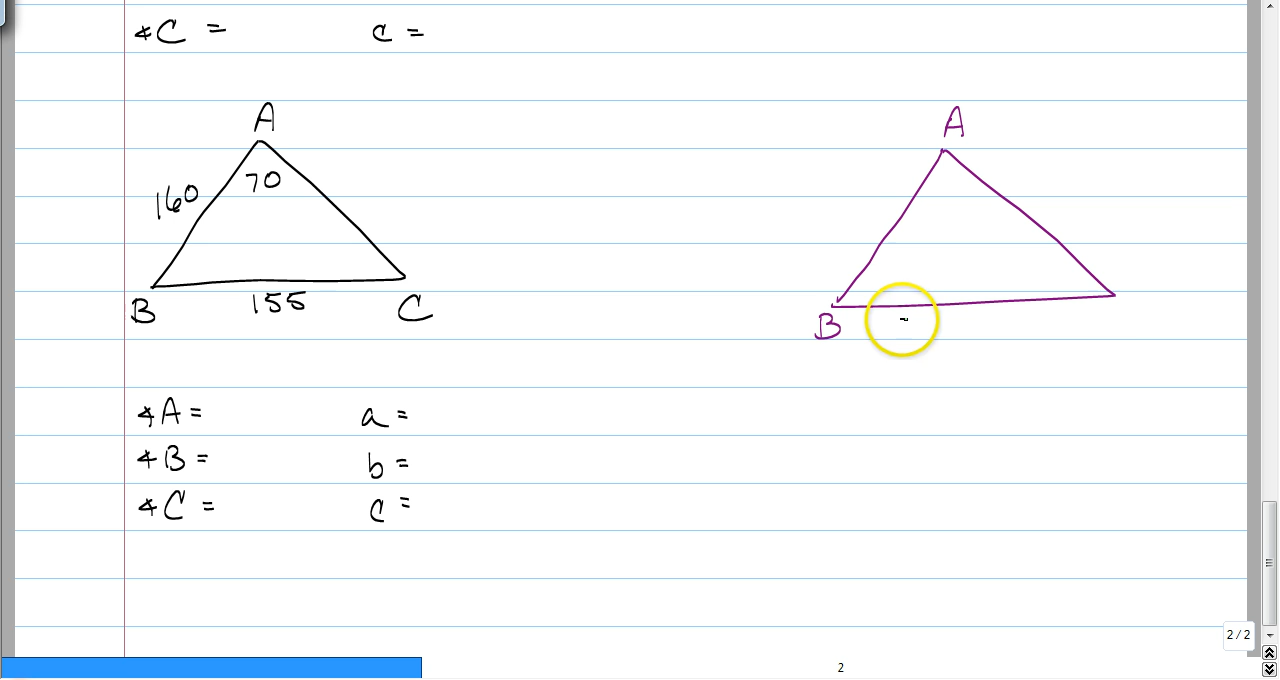 ∡C = c =
A
A
160
70
B
155
C
B
∡A = a =
∡B = b =
∡C = c =
2 / 2
2